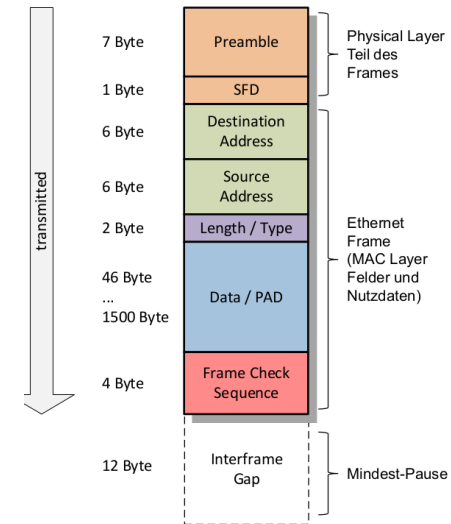 transmitted
7 Byte
Preamble
Physical Layer
Teil des
Frames
1 Byte
SFD
6 Byte
Destination
Address
6 Byte
Source
Address
2 Byte
Length / Type
46 Byte
...
1500 Byte
Data / PAD
Ethernet
Frame
(MAC Layer
Felder und
Nutzdaten)
4 Byte
Frame Check
Sequence
12 Byte
Interframe
Gap
Mindest-Pause